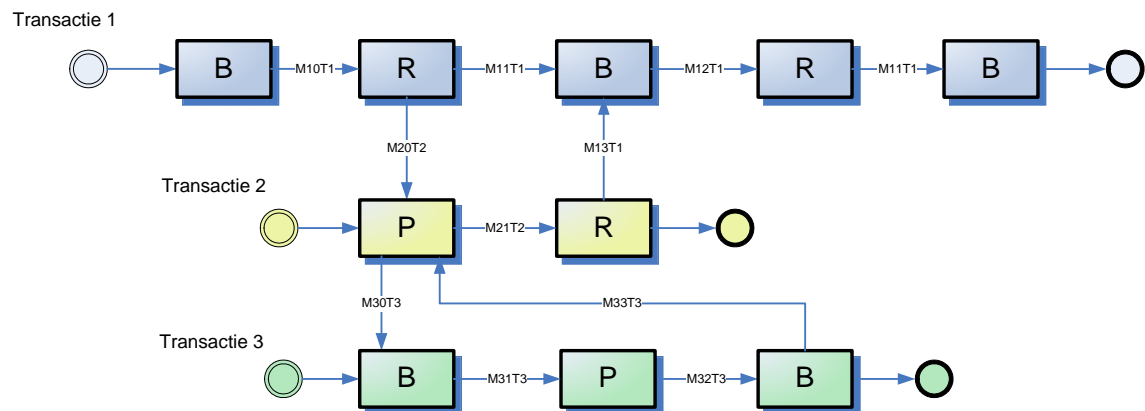 Transactie 1
B M10T1 R M11T1 B M12T1 R M11T1 B
M20T2 M13T1
Transactie 2
P M21T2 R
M30T3 M33T3
Transactie 3
B M31T3 P M32T3 B